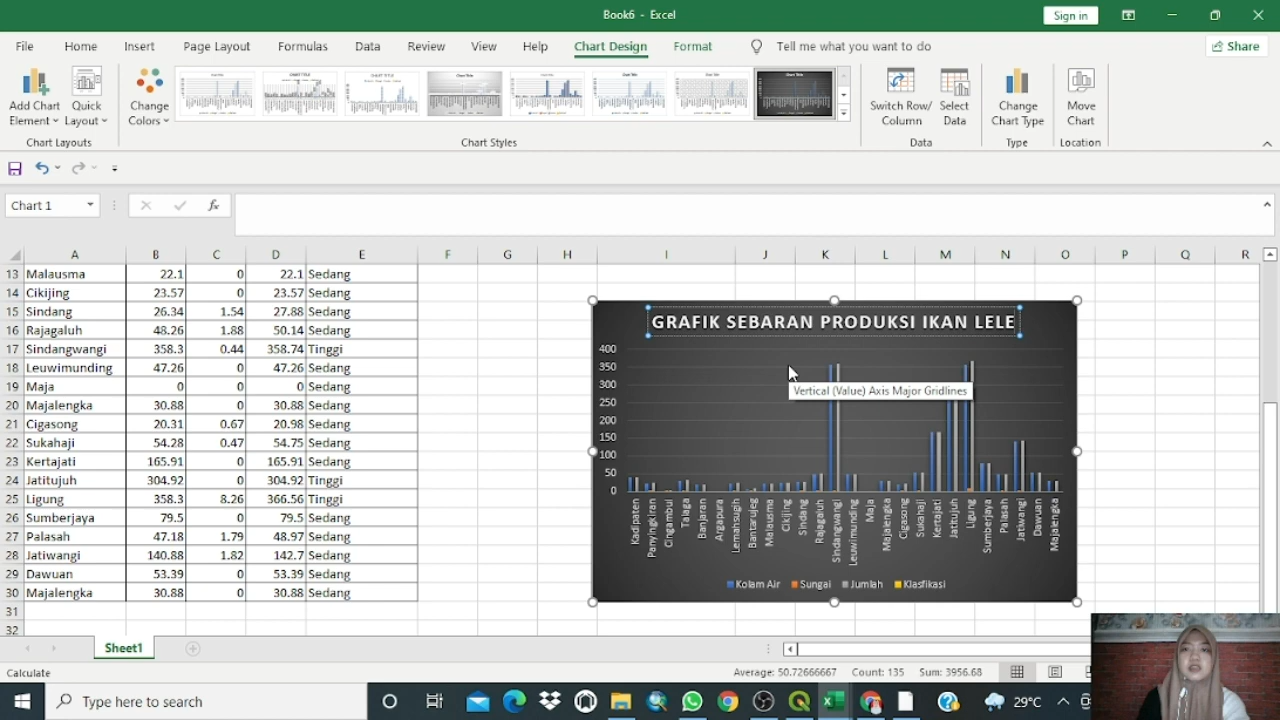 Book6 - Excel
Sign in
File Home Insert Page Layout Formulas Data Review View Help Chart Design Format Tell me what you want to do Share
Add Chart Element
Quick Layout
Change Colors
Switch Row/ Column
Select Data
Change Chart Type
Move Chart
Chart Layouts Chart Styles Data Type Location
Chart 1
fx
A B C D E F G H I J K L M N O P Q R
13 Malausma 22.1 0 22.1 Sedang
14 Cikijing 23.57 0 23.57 Sedang
15 Sindang 26.34 1.54 27.88 Sedang
16 Rajagaluh 48.26 1.88 50.14 Sedang
17 Sindangwangi 358.3 0.44 358.74 Tinggi
18 Leuwimunding 47.26 0 47.26 Sedang
19 Maja 0 0 0 Sedang
20 Majalengka 30.88 0 30.88 Sedang
21 Cigasong 20.31 0.67 20.98 Sedang
22 Sukahaji 54.28 0.47 54.75 Sedang
23 Kertajati 165.91 0 165.91 Sedang
24 Jatitujuh 304.92 0 304.92 Tinggi
25 Ligung 358.3 8.26 366.56 Tinggi
26 Sumberjaya 79.5 0 79.5 Sedang
27 Palasah 47.18 1.79 48.97 Sedang
28 Jatiwangi 140.88 1.82 142.7 Sedang
29 Dawuan 53.39 0 53.39 Sedang
30 Majalengka 30.88 0 30.88 Sedang
31
32
GRAFIK SEBARAN PRODUKSI IKAN LELE
400
350
300
250
200
150
100
50
0
Vertical (Value) Axis Major Gridlines
Kadipaten
Panyingkiran
Cingambul
Talaga
Banjaran
Argapura
Lemahsugih
Bantarujeg
Malausma
Cikijing
Sindang
Rajagaluh
Sindangwangi
Leuwimunding
Maja
Majalengka
Cigasong
Sukahaji
Kertajati
Jatitujuh
Ligung
Sumberjaya
Palasah
Jatiwangi
Dawuan
Majalengka
Kolam Air Sungai Jumlah Klasfikasi
Sheet1
Calculate
Average: 50.72666667 Count: 135 Sum: 3956.68
Type here to search
29°C